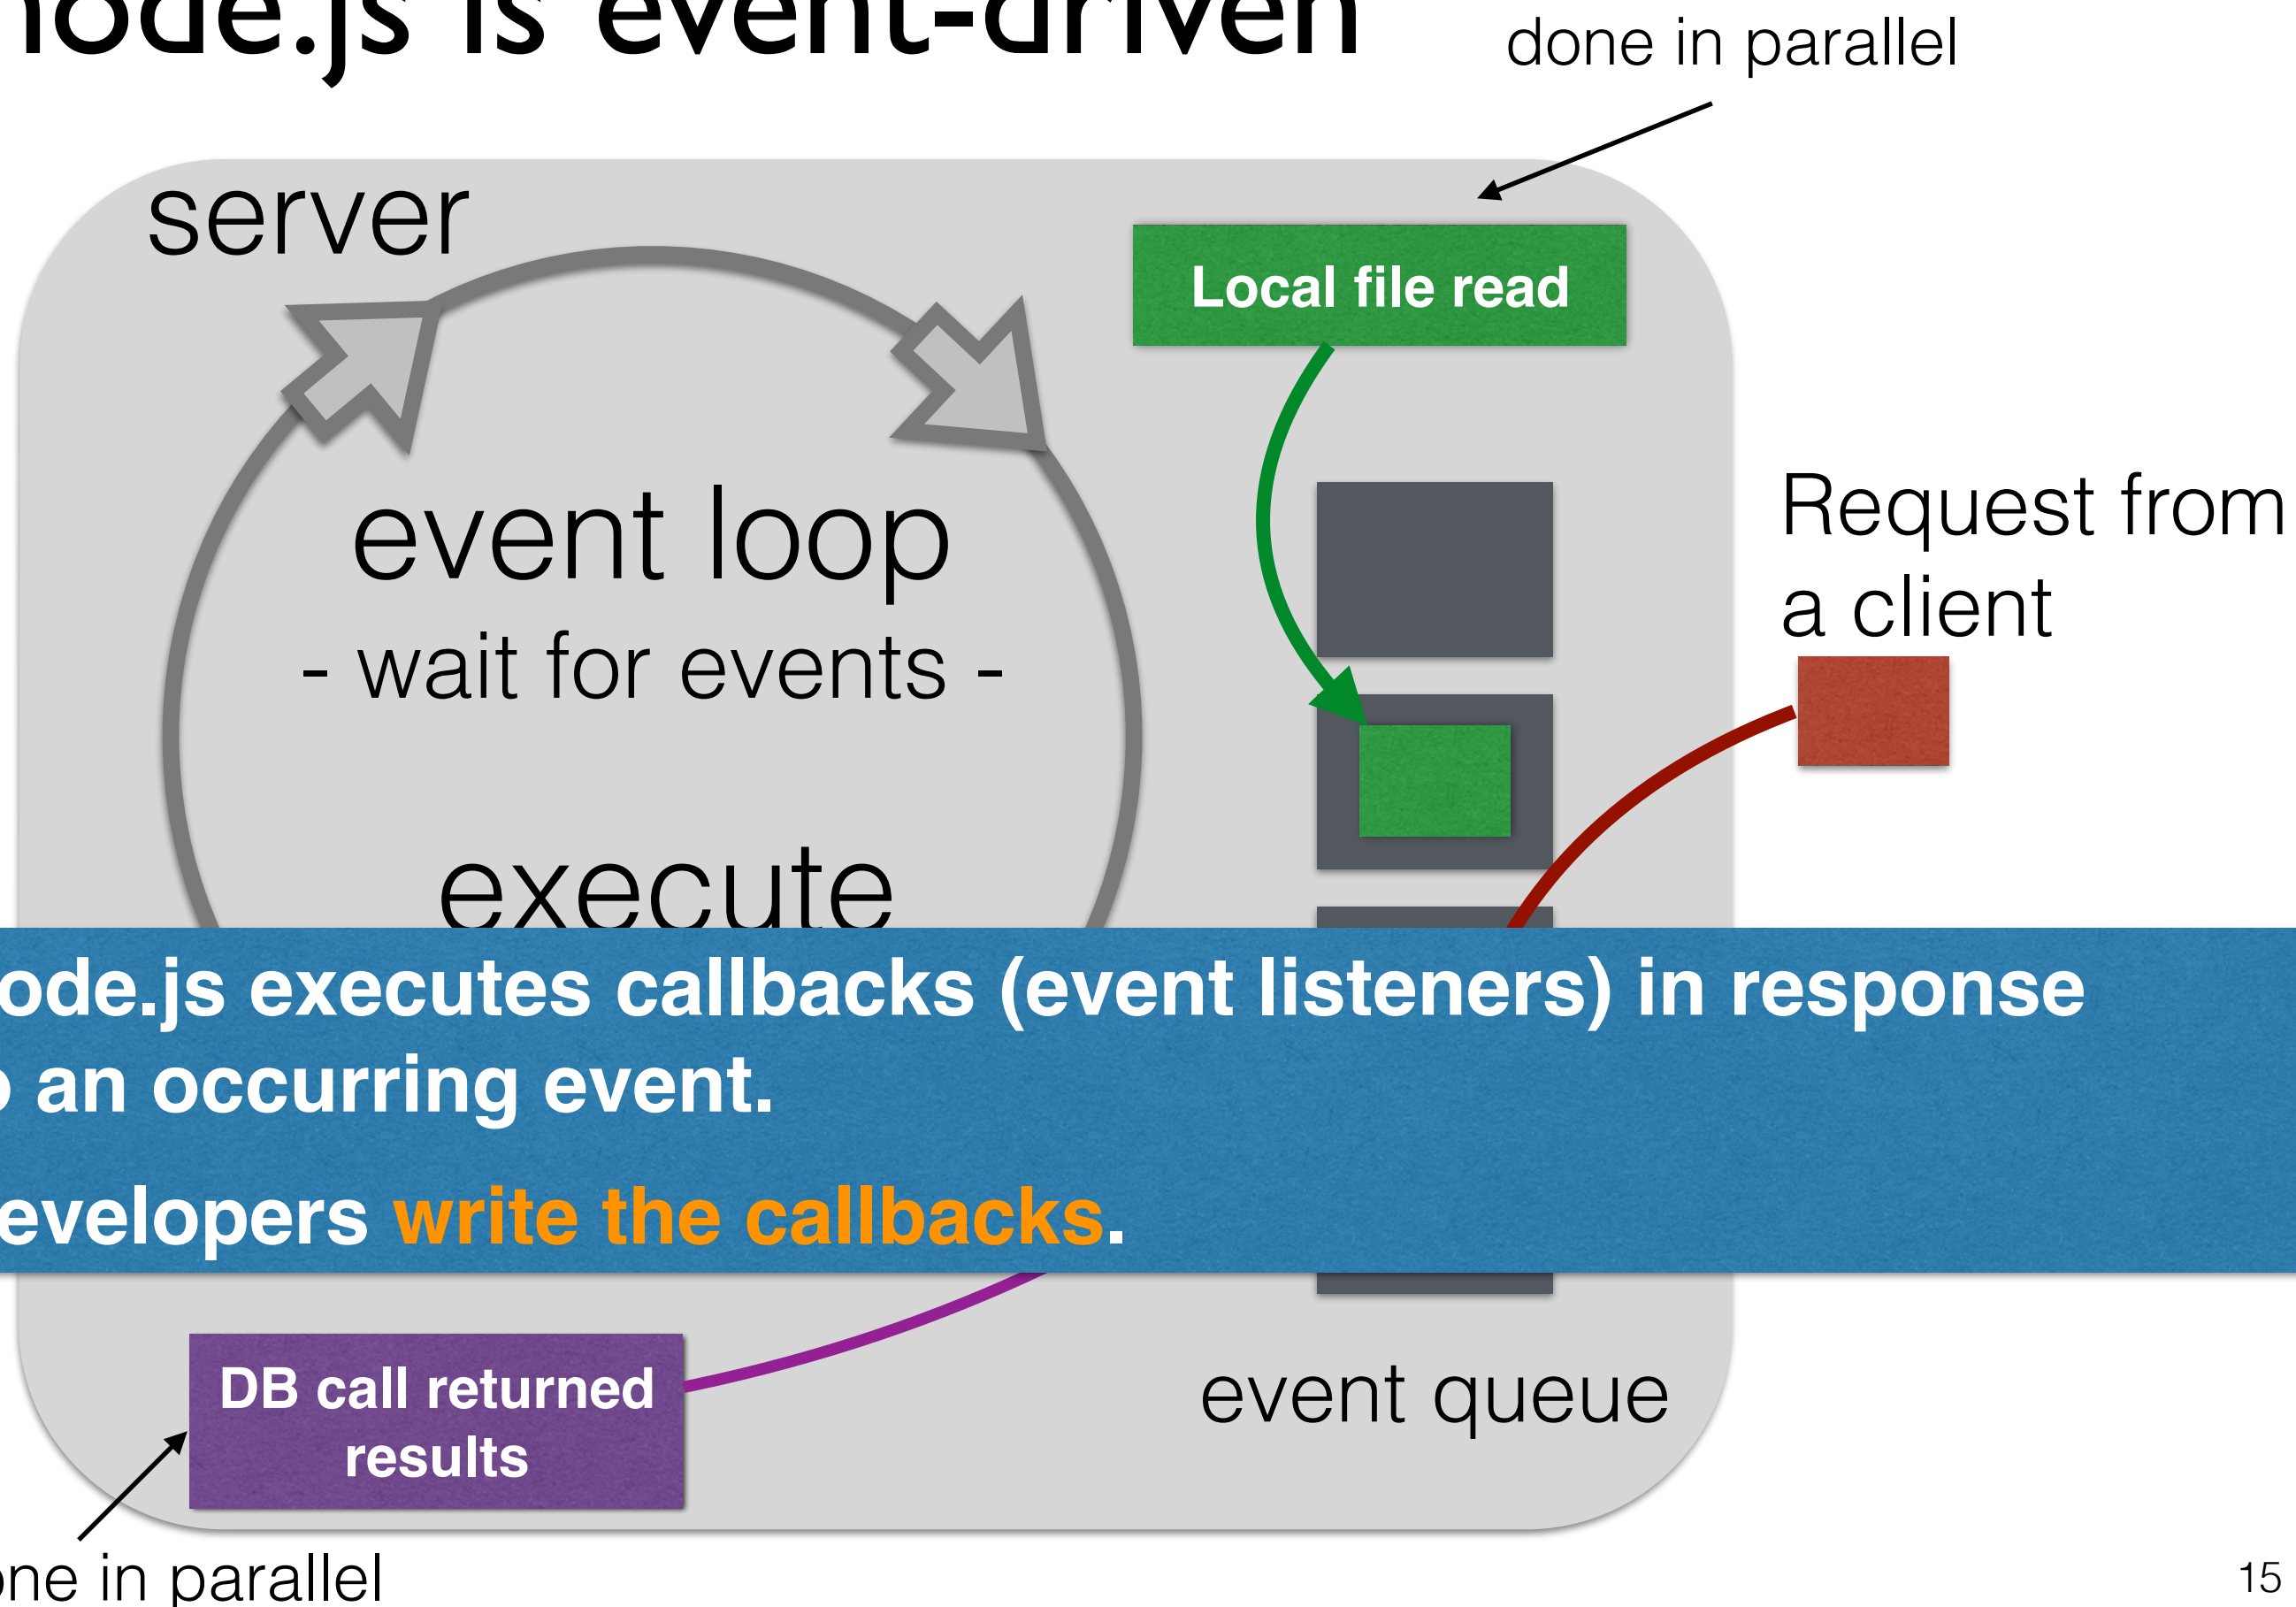 node.js is event-driven
done in parallel
server
Local file read
event loop
- wait for events -
Request from
a client
execute
ode.js executes callbacks (event listeners) in response
o an occurring event.
evelopers write the callbacks.
DB call returned
results
event queue
one in parallel
15